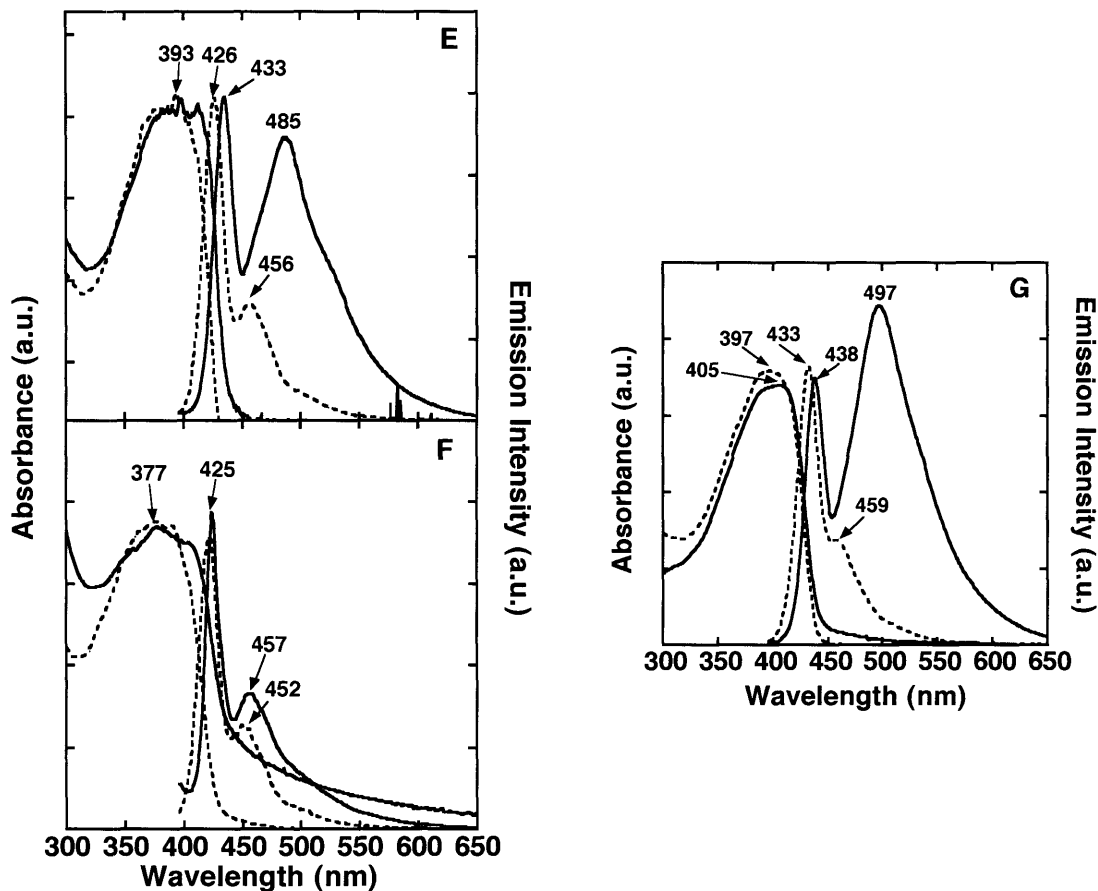 E
393 426
433
485
456
Absorbance (a.u.)
Emission Intensity (a.u.)
F
377
425
457
452
300 350 400 450 500 550 600 650
Wavelength (nm)
G
497
397 433
438
405
459
Absorbance (a.u.)
Emission Intensity (a.u.)
300 350 400 450 500 550 600 650
Wavelength (nm)